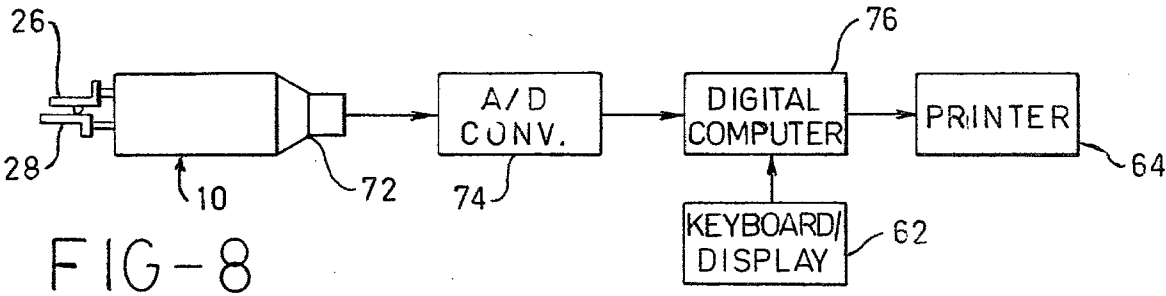 26
28
10
72
A/D
CONV.
74
76
DIGITAL
COMPUTER
PRINTER
64
KEYBOARD/
DISPLAY
62
FIG-8